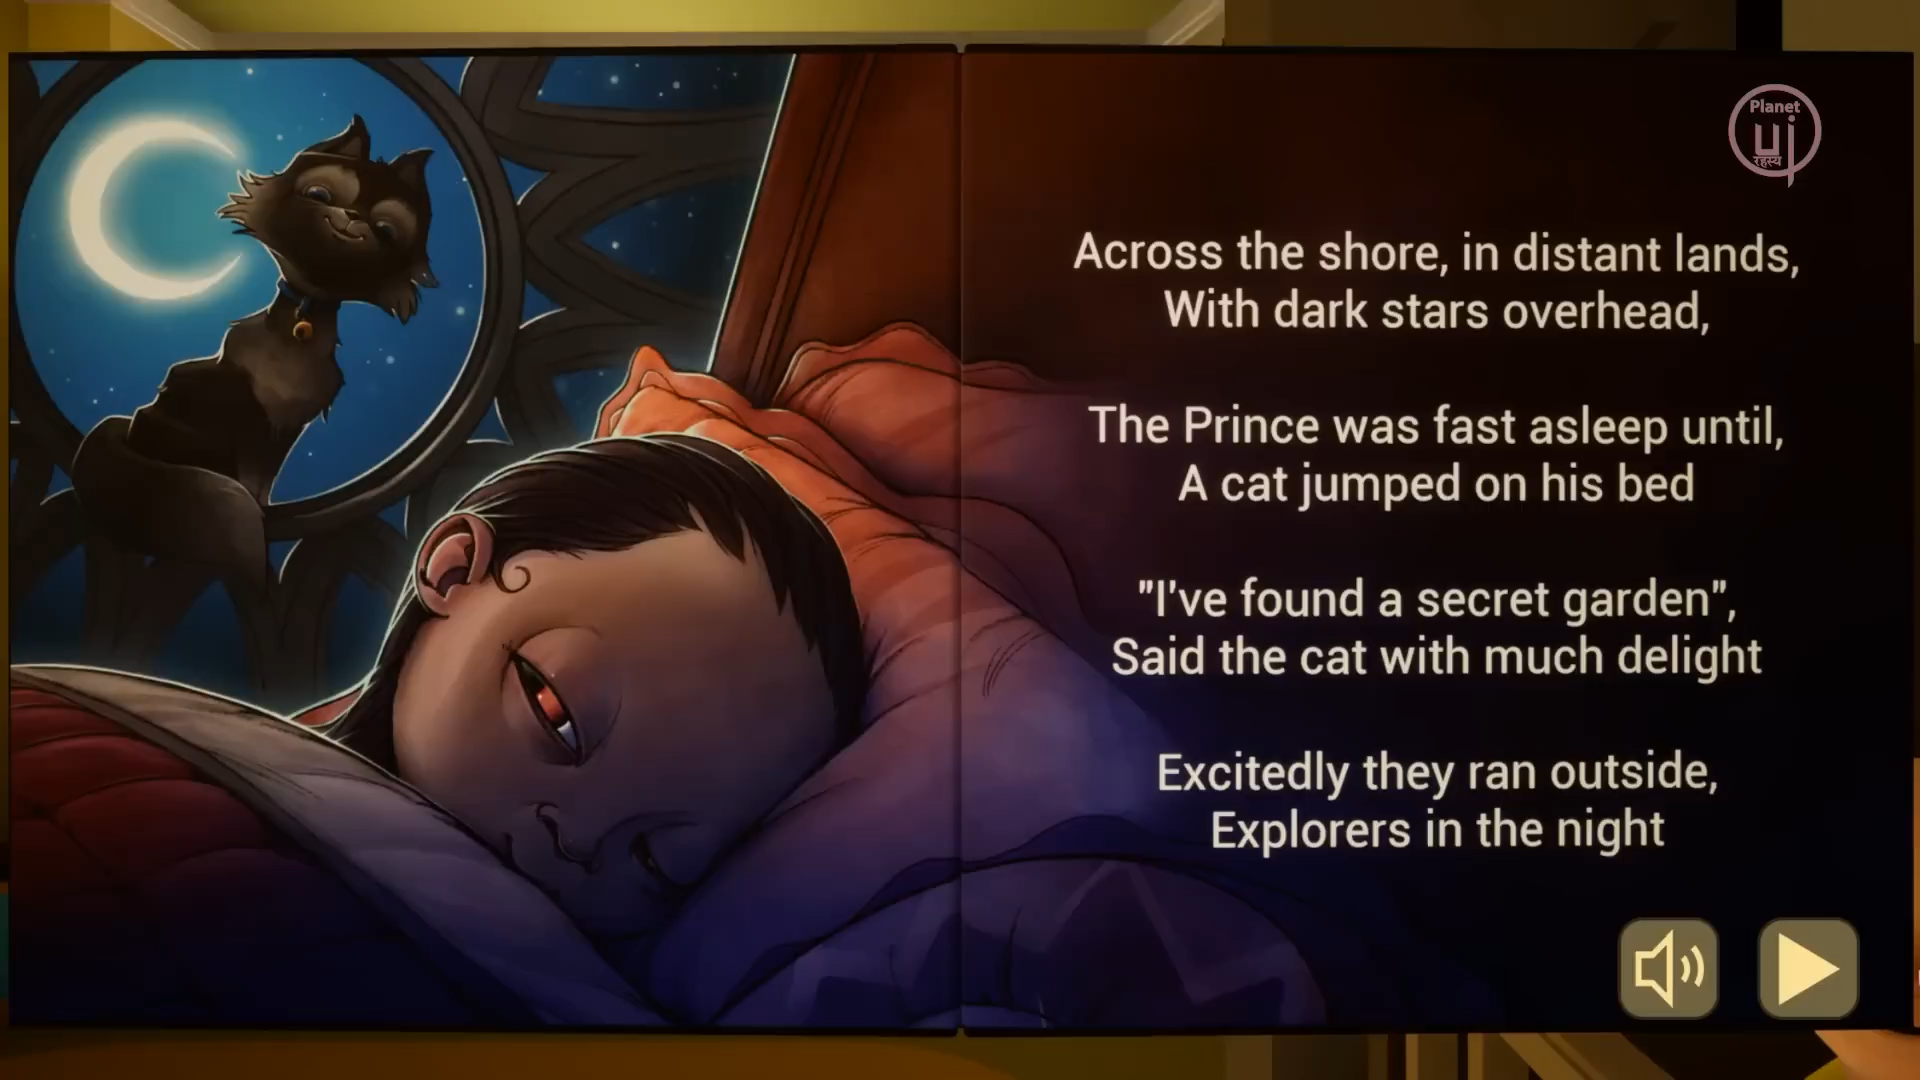 Planet
uj
रहस्य
Across the shore, in distant lands,
With dark stars overhead,
The Prince was fast asleep until,
A cat jumped on his bed
"I've found a secret garden",
Said the cat with much delight
Excitedly they ran outside,
Explorers in the night